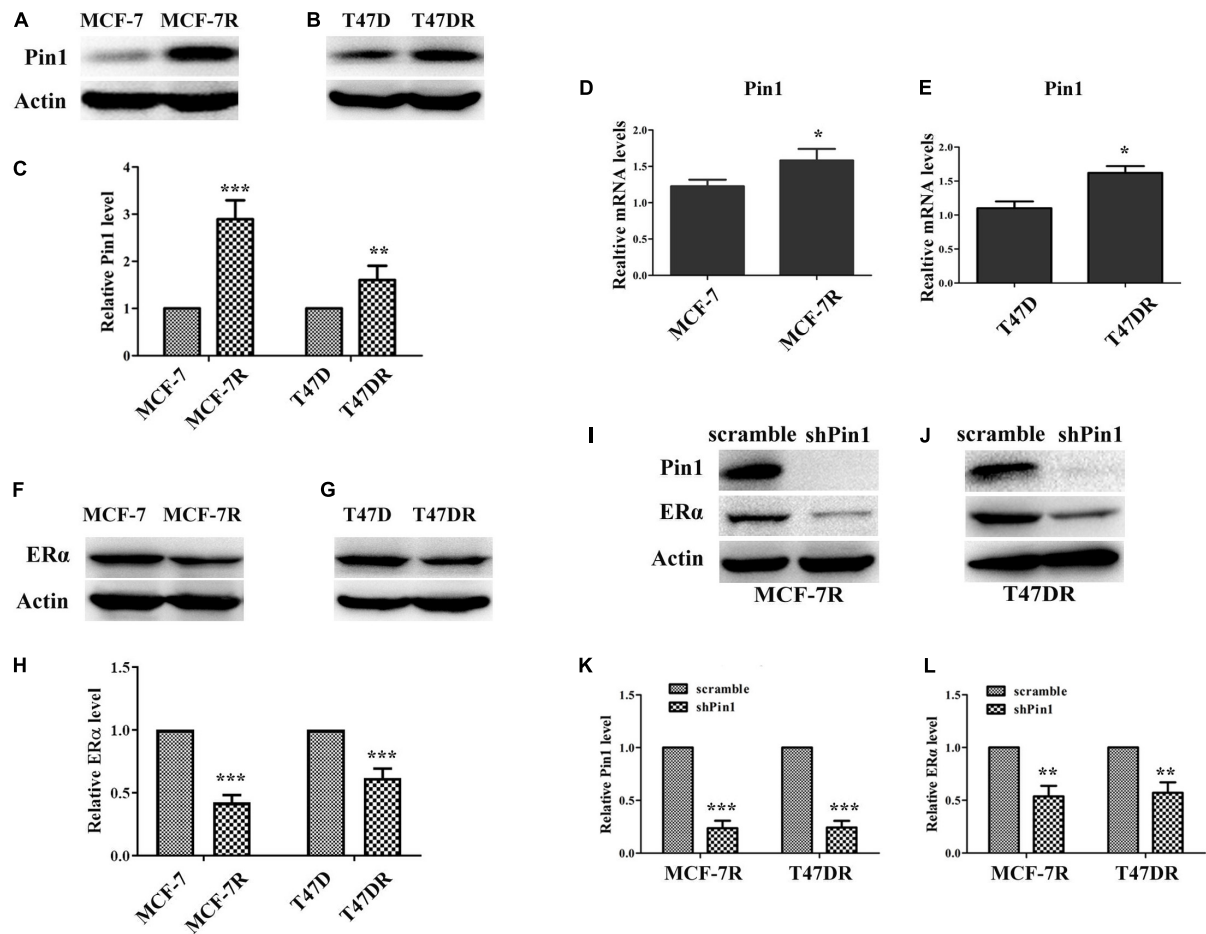 A MCF-7 MCF-7R
Pin1
Actin
B T47D T47DR
C
Relative Pin1 level
4
3
2
1
0
***
**
MCF-7 MCF-7R T47D T47DR
D Pin1
Realtive mRNA levels
2.0
1.5
1.0
0.5
0.0
*
MCF-7 MCF-7R
E Pin1
Realtive mRNA levels
2.0
1.5
1.0
0.5
0.0
*
T47D T47DR
F MCF-7 MCF-7R
ERα
Actin
G T47D T47DR
H
Relative ERα level
1.5
1.0
0.5
0.0
***
***
MCF-7 MCF-7R T47D T47DR
I scramble shPin1
Pin1
ERα
Actin
MCF-7R
J scramble shPin1
T47DR
K
Relative Pin1 level
1.5
1.0
0.5
0.0
scramble
shPin1
***
***
MCF-7R T47DR
L
Relative ERα level
1.5
1.0
0.5
0.0
scramble
shPin1
**
**
MCF-7R T47DR